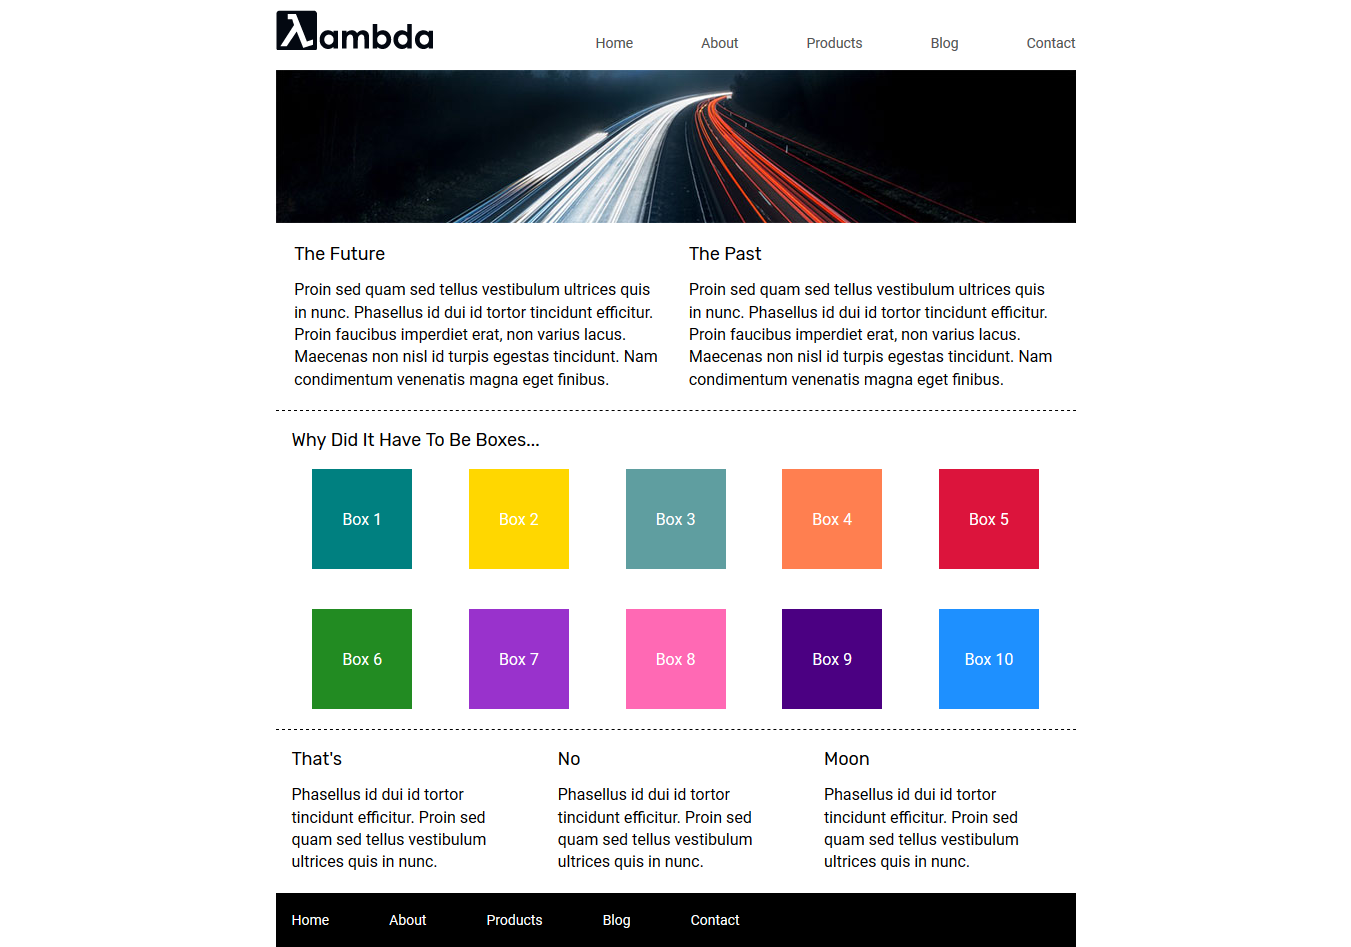 λambda
Home About Products Blog Contact
The Future
Proin sed quam sed tellus vestibulum ultrices quis
in nunc. Phasellus id dui id tortor tincidunt efficitur.
Proin faucibus imperdiet erat, non varius lacus.
Maecenas non nisl id turpis egestas tincidunt. Nam
condimentum venenatis magna eget finibus.
The Past
Proin sed quam sed tellus vestibulum ultrices quis
in nunc. Phasellus id dui id tortor tincidunt efficitur.
Proin faucibus imperdiet erat, non varius lacus.
Maecenas non nisl id turpis egestas tincidunt. Nam
condimentum venenatis magna eget finibus.
Why Did It Have To Be Boxes...
Box 1 Box 2 Box 3 Box 4 Box 5
Box 6 Box 7 Box 8 Box 9 Box 10
That's
Phasellus id dui id tortor
tincidunt efficitur. Proin sed
quam sed tellus vestibulum
ultrices quis in nunc.
No
Phasellus id dui id tortor
tincidunt efficitur. Proin sed
quam sed tellus vestibulum
ultrices quis in nunc.
Moon
Phasellus id dui id tortor
tincidunt efficitur. Proin sed
quam sed tellus vestibulum
ultrices quis in nunc.
Home About Products Blog Contact